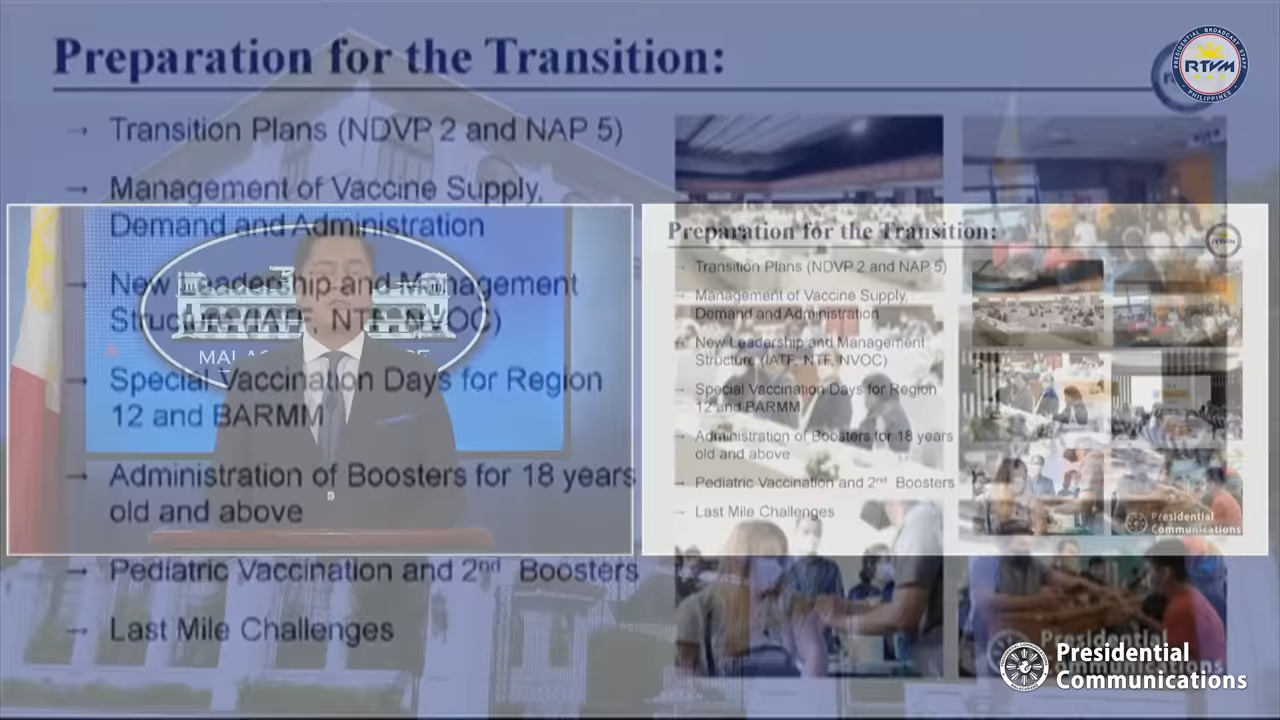 Preparation for the Transition:
→ Transition Plans (NDVP 2 and NAP 5)
→ Management of Vaccine Supply,
Demand and Administration
→ New Leadership and Management
Structure (IATF, NTF, NVOC)
→ Special Vaccination Days for Region
12 and BARMM
→ Administration of Boosters for 18 years
old and above
→ Pediatric Vaccination and 2nd Boosters
→ Last Mile Challenges
PRESIDENTIAL BROADCAST STAFF
RTVM
PHILIPPINES
Preparation for the Transition:
→ Transition Plans (NDVP 2 and NAP 5)
→ Management of Vaccine Supply,
Demand and Administration
→ New Leadership and Management
Structure (IATF, NTF, NVOC)
→ Special Vaccination Days for Region
12 and BARMM
→ Administration of Boosters for 18 years
old and above
→ Pediatric Vaccination and 2nd Boosters
→ Last Mile Challenges
Presidential
Communications
Presidential
Communications
Presidential
Communications